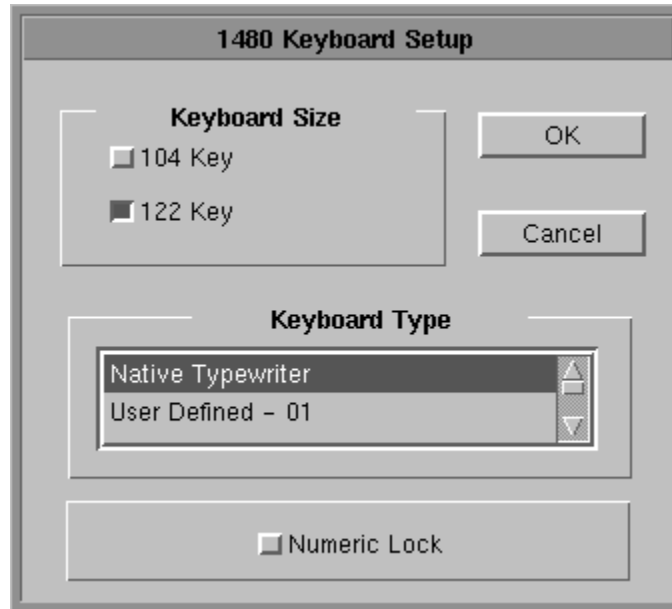 1480 Keyboard Setup
Keyboard Size
104 Key
122 Key
OK
Cancel
Keyboard Type
Native Typewriter
User Defined – 01
Numeric Lock